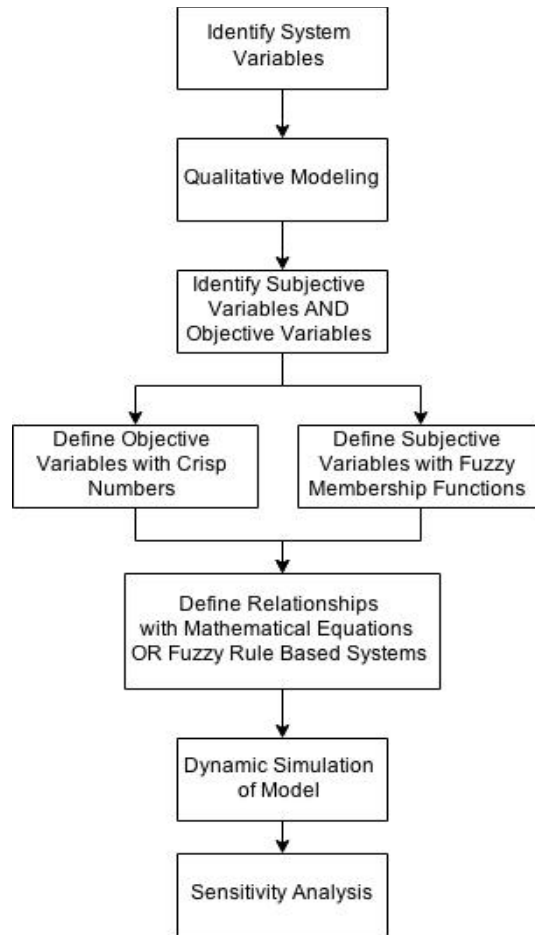 Identify System
Variables
Qualitative Modeling
Identify Subjective
Variables AND
Objective Variables
Define Objective
Variables with Crisp
Numbers
Define Subjective
Variables with Fuzzy
Membership Functions
Define Relationships
with Mathematical Equations
OR Fuzzy Rule Based Systems
Dynamic Simulation
of Model
Sensitivity Analysis